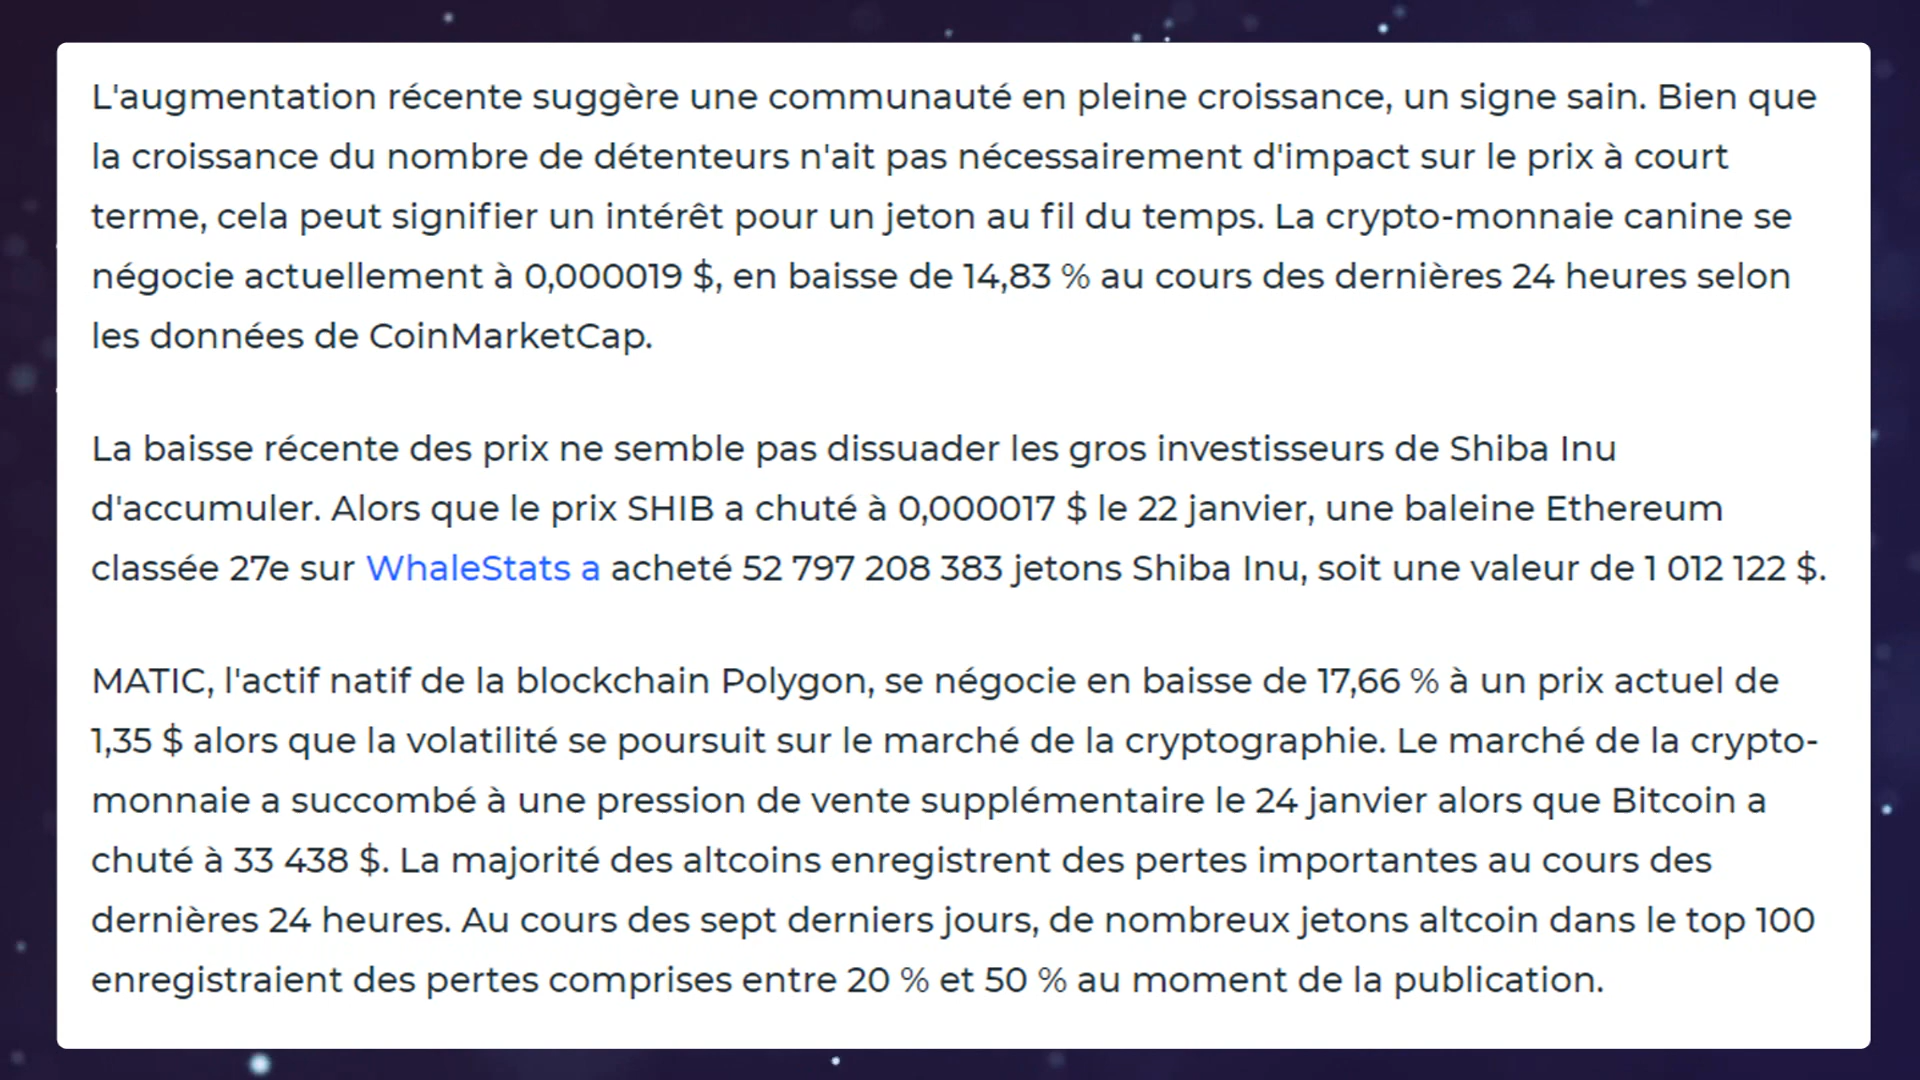 L'augmentation récente suggère une communauté en pleine croissance, un signe sain. Bien que
la croissance du nombre de détenteurs n'ait pas nécessairement d'impact sur le prix à court
terme, cela peut signifier un intérêt pour un jeton au fil du temps. La crypto-monnaie canine se
négocie actuellement à 0,000019 $, en baisse de 14,83 % au cours des dernières 24 heures selon
les données de CoinMarketCap.
La baisse récente des prix ne semble pas dissuader les gros investisseurs de Shiba Inu
d'accumuler. Alors que le prix SHIB a chuté à 0,000017 $ le 22 janvier, une baleine Ethereum
classée 27e sur WhaleStats a acheté 52 797 208 383 jetons Shiba Inu, soit une valeur de 1 012 122 $.
MATIC, l'actif natif de la blockchain Polygon, se négocie en baisse de 17,66 % à un prix actuel de
1,35 $ alors que la volatilité se poursuit sur le marché de la cryptographie. Le marché de la crypto-
monnaie a succombé à une pression de vente supplémentaire le 24 janvier alors que Bitcoin a
chuté à 33 438 $. La majorité des altcoins enregistrent des pertes importantes au cours des
dernières 24 heures. Au cours des sept derniers jours, de nombreux jetons altcoin dans le top 100
enregistraient des pertes comprises entre 20 % et 50 % au moment de la publication.